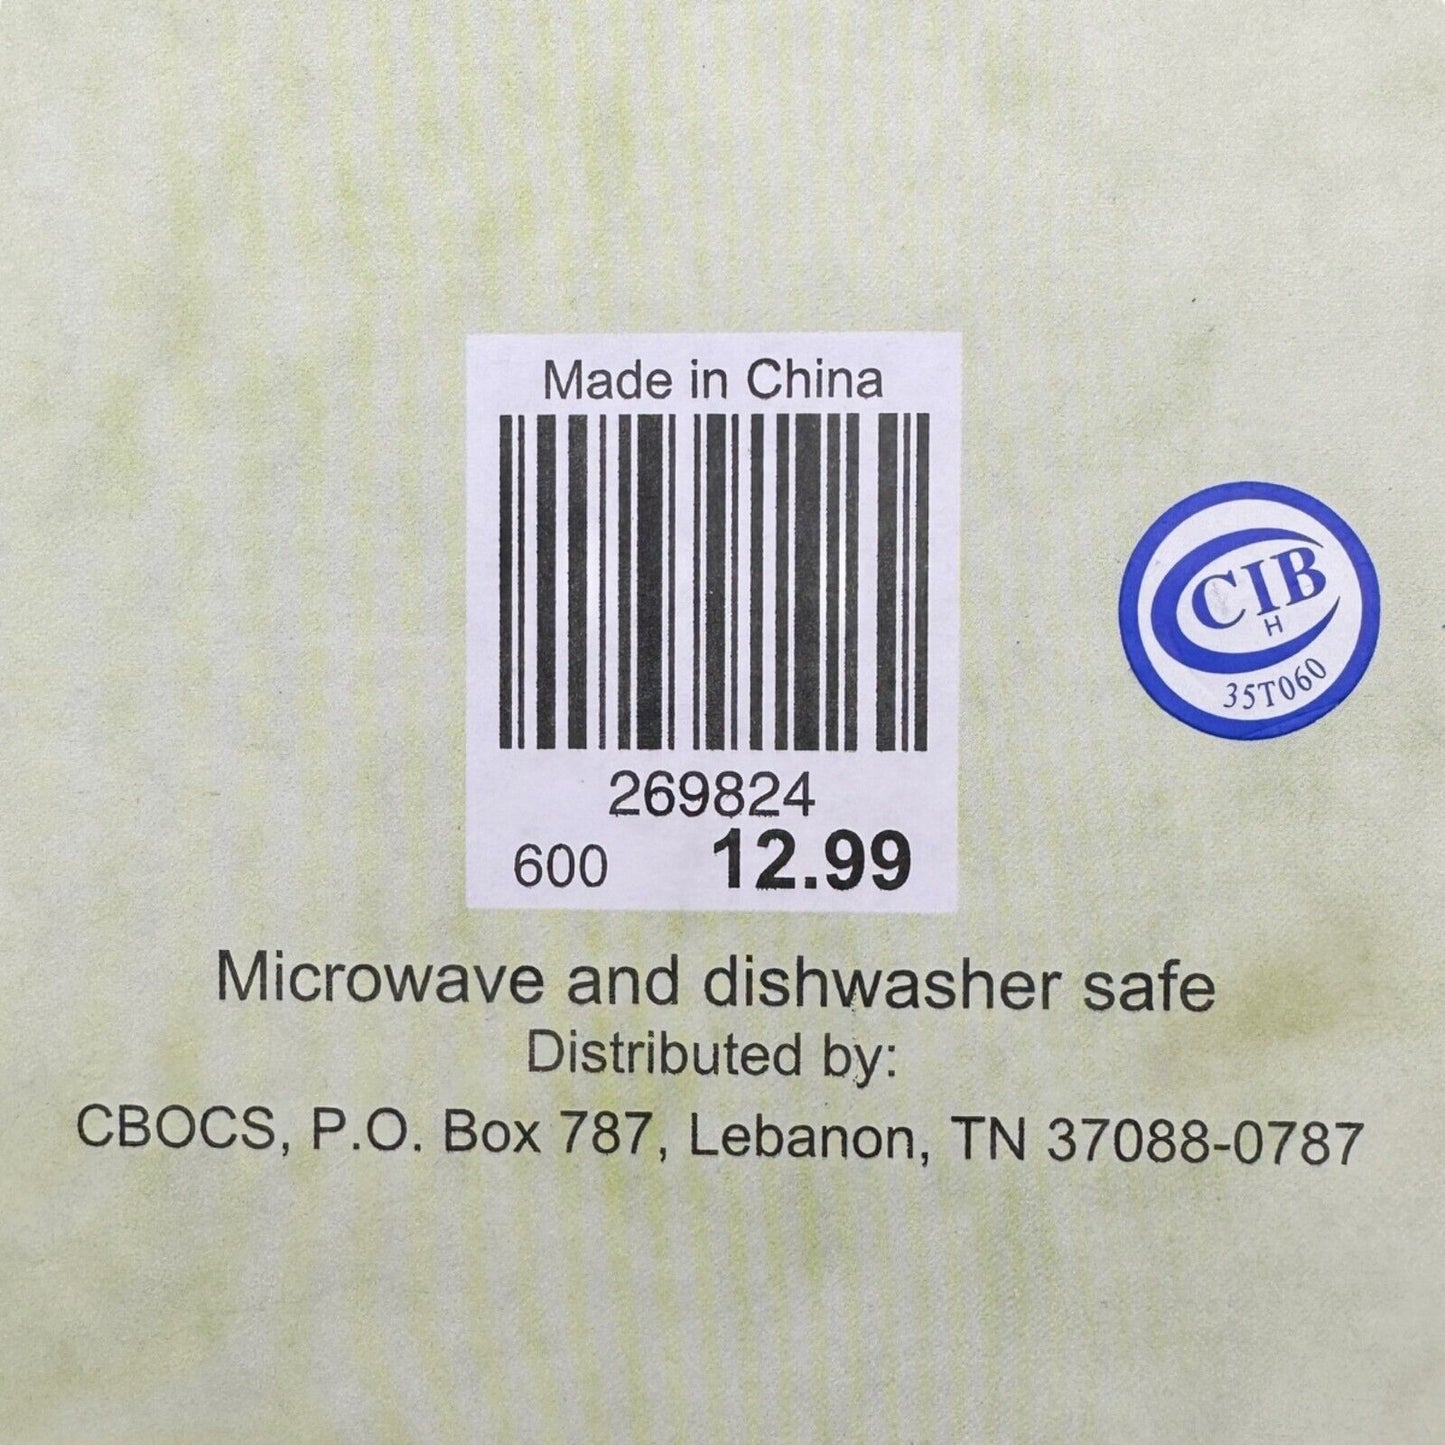 Made in China
269824
600 12.99
CIB
H
35T060
Microwave and dishwasher safe
Distributed by:
CBOCS, P.O. Box 787, Lebanon, TN 37088-0787